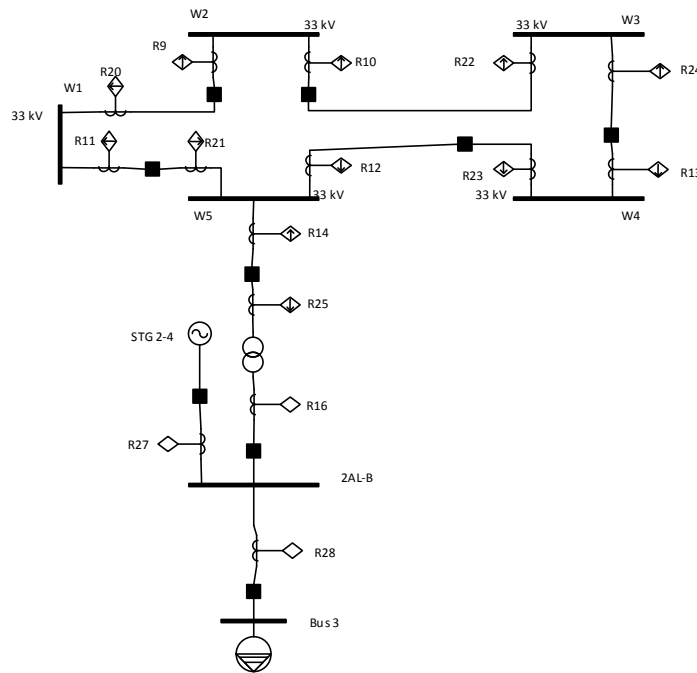 W2
33 kV
33 kV
W3
R9
R10
R22
R24
R20
W1
33 kV
R11
R21
R12
R23
R13
33 kV
33 kV
W5
W4
R14
R25
STG 2-4
R16
R27
2AL-B
R28
Bus 3